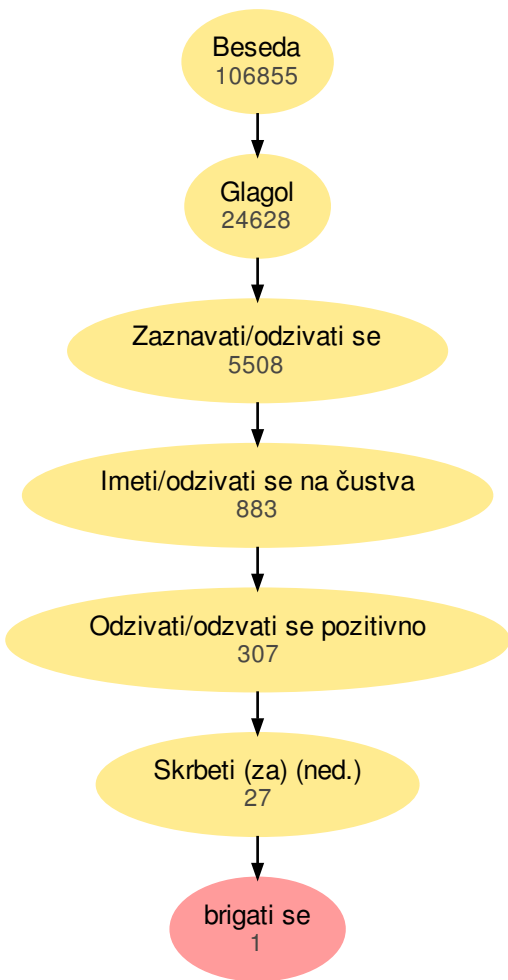 Beseda
106855
Glagol
24628
Zaznavati/odzivati se
5508
Imeti/odzivati se na čustva
883
Odzivati/odzvati se pozitivno
307
Skrbeti (za) (ned.)
27
brigati se
1